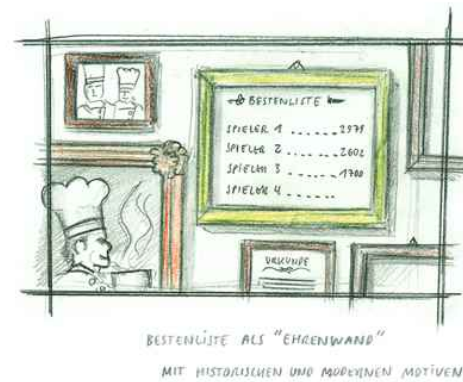 BESTENLISTE
SPIELER 1 ...... 2979
SPIELER 2 ...... 2602
SPIELER 3 ...... 1700
SPIELER 4 ......
URKUNDE
BESTENLISTE ALS "EHRENWAND"
MIT HISTORISCHEN UND MODERNEN MOTIVEN